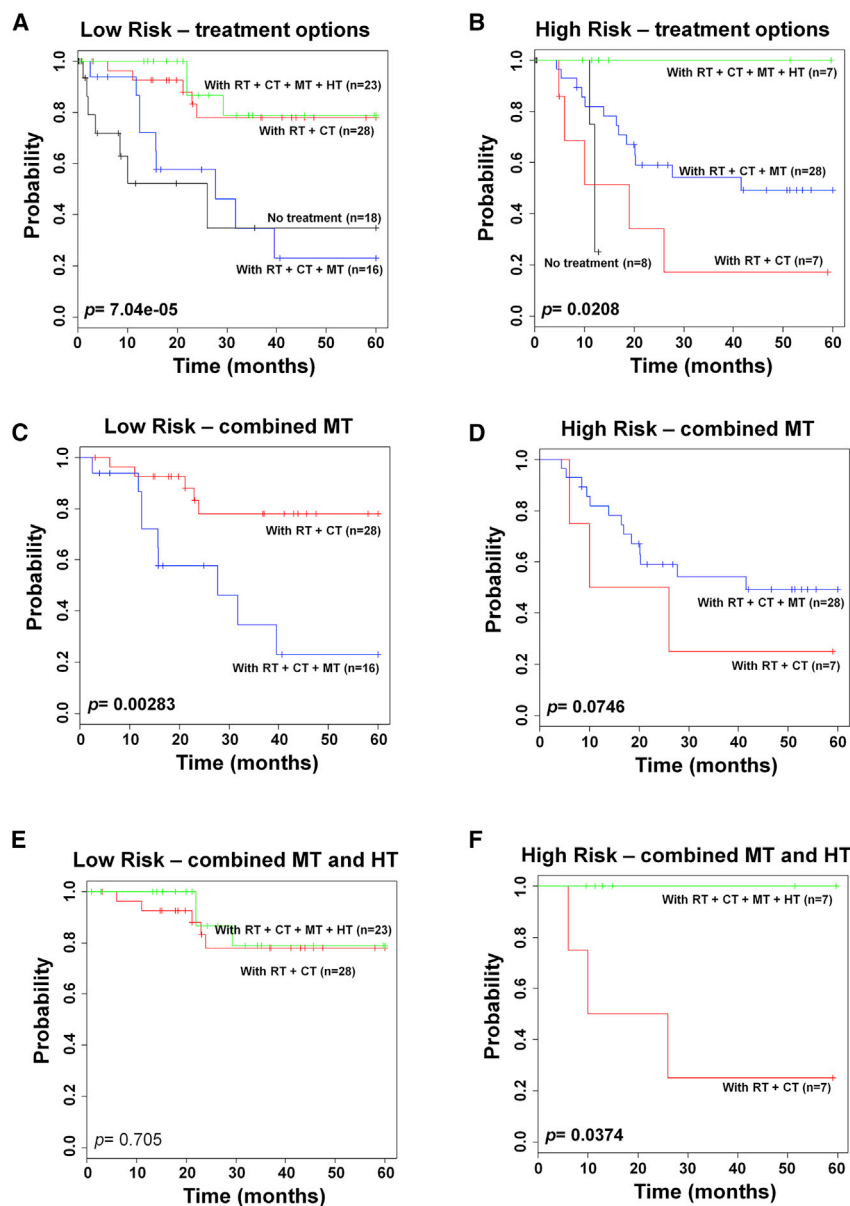 A
Low Risk – treatment options
Probability
1.0
0.8
0.6
0.4
0.2
0.0
With RT + CT + MT + HT (n=23)
With RT + CT (n=28)
No treatment (n=18)
With RT + CT + MT (n=16)
p= 7.04e-05
0 10 20 30 40 50 60
Time (months)
B
High Risk – treatment options
Probability
1.0
0.8
0.6
0.4
0.2
0.0
With RT + CT + MT + HT (n=7)
With RT + CT + MT (n=28)
No treatment (n=8)
With RT + CT (n=7)
p= 0.0208
0 10 20 30 40 50 60
Time (months)
C
Low Risk – combined MT
Probability
1.0
0.8
0.6
0.4
0.2
0.0
With RT + CT (n=28)
With RT + CT + MT (n=16)
p= 0.00283
0 10 20 30 40 50 60
Time (months)
D
High Risk – combined MT
Probability
1.0
0.8
0.6
0.4
0.2
0.0
With RT + CT + MT (n=28)
With RT + CT (n=7)
p= 0.0746
0 10 20 30 40 50 60
Time (months)
E
Low Risk – combined MT and HT
Probability
1.0
0.8
0.6
0.4
0.2
0.0
With RT + CT + MT + HT (n=23)
With RT + CT (n=28)
p= 0.705
0 10 20 30 40 50 60
Time (months)
F
High Risk – combined MT and HT
Probability
1.0
0.8
0.6
0.4
0.2
0.0
With RT + CT + MT + HT (n=7)
With RT + CT (n=7)
p= 0.0374
0 10 20 30 40 50 60
Time (months)